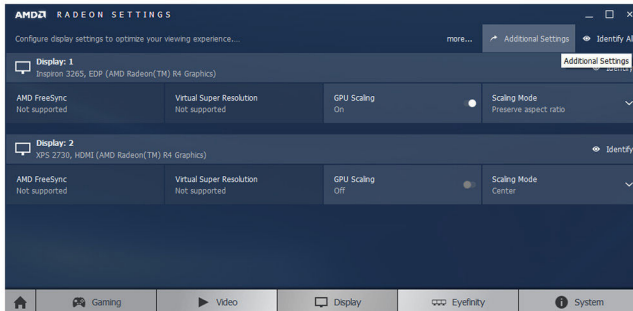 AMD RADEON SETTINGS
Configure display settings to optimize your viewing experience....
more...
Additional Settings
Identify Al
Additional Settings
Display: 1
Inspiron 3265, EDP (AMD Radeon(TM) R4 Graphics)
AMD FreeSync
Not supported
Virtual Super Resolution
Not supported
GPU Scaling
On
Scaling Mode
Preserve aspect ratio
Display: 2
XPS 2730, HDMI (AMD Radeon(TM) R4 Graphics)
Identify
AMD FreeSync
Not supported
Virtual Super Resolution
Not supported
GPU Scaling
Off
Scaling Mode
Center
Gaming
Video
Display
Eyefinity
System